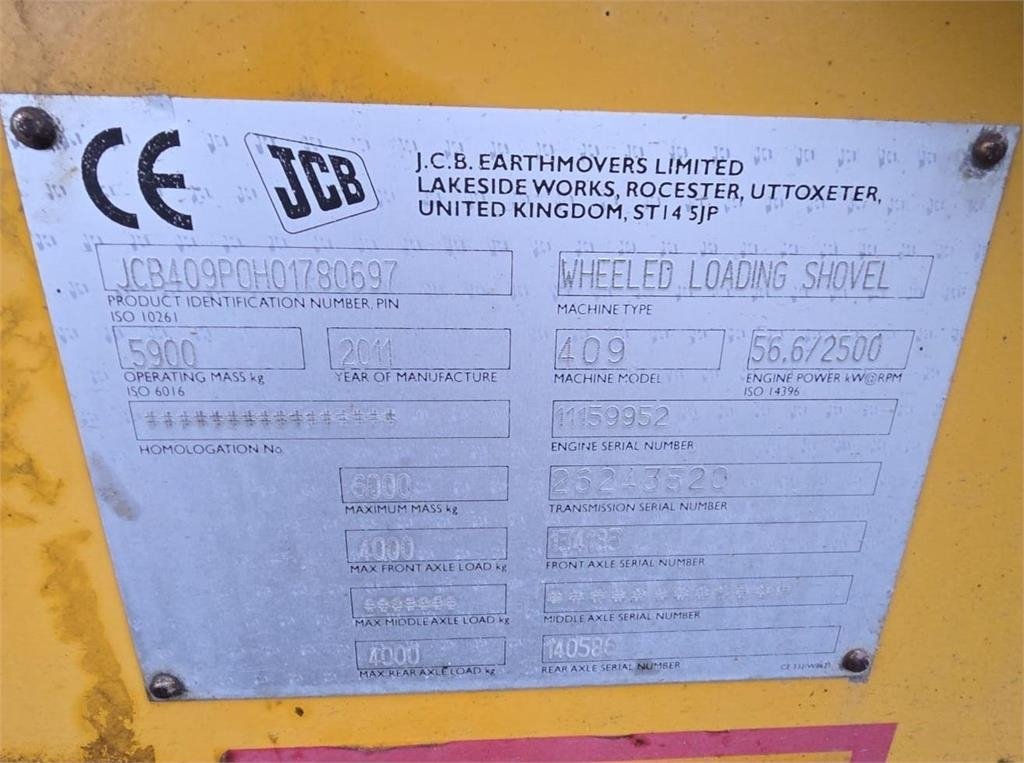 CE
JCB
J.C.B. EARTHMOVERS LIMITED
LAKESIDE WORKS, ROCESTER, UTTOXETER,
UNITED KINGDOM, ST14 5JP
JCB409P0H01780697
PRODUCT IDENTIFICATION NUMBER, PIN
ISO 10261
WHEELED LOADING SHOVEL
MACHINE TYPE
5900
OPERATING MASS kg
ISO 6016
2011
YEAR OF MANUFACTURE
409
MACHINE MODEL
56.6/2500
ENGINE POWER kW@RPM
ISO 14396
****************
HOMOLOGATION No.
11159952
ENGINE SERIAL NUMBER
6000
MAXIMUM MASS kg
26243520
TRANSMISSION SERIAL NUMBER
4000
MAX FRONT AXLE LOAD kg
FRONT AXLE SERIAL NUMBER
*******
MAX MIDDLE AXLE LOAD kg
*************
MIDDLE AXLE SERIAL NUMBER
4000
MAX REAR AXLE LOAD kg
140586
REAR AXLE SERIAL NUMBER